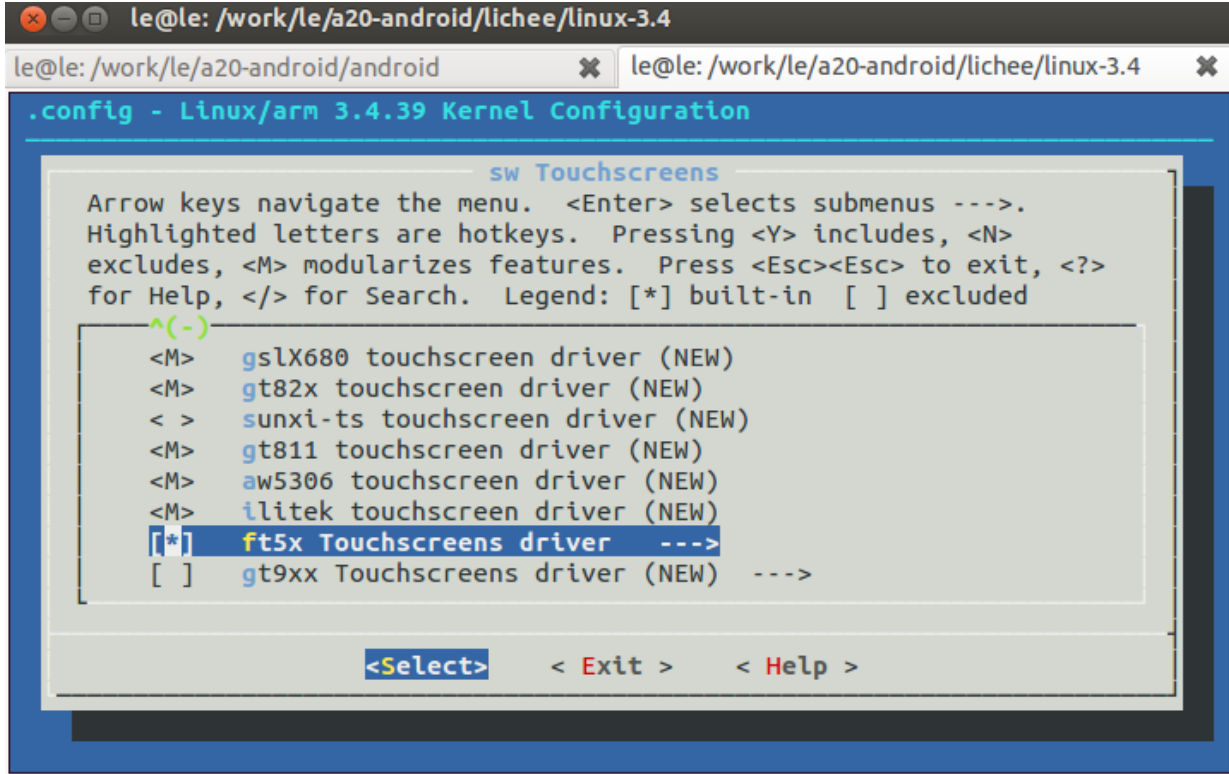 le@le: /work/le/a20-android/lichee/linux-3.4
le@le: /work/le/a20-android/android ✖ le@le: /work/le/a20-android/lichee/linux-3.4 ✖
.config - Linux/arm 3.4.39 Kernel Configuration
sw Touchscreens
Arrow keys navigate the menu.  <Enter> selects submenus --->.
Highlighted letters are hotkeys.  Pressing <Y> includes, <N>
excludes, <M> modularizes features.  Press <Esc><Esc> to exit, <?>
for Help, </> for Search.  Legend: [*] built-in  [ ] excluded
^(-)
<M>   gslX680 touchscreen driver (NEW)
<M>   gt82x touchscreen driver (NEW)
< >   sunxi-ts touchscreen driver (NEW)
<M>   gt811 touchscreen driver (NEW)
<M>   aw5306 touchscreen driver (NEW)
<M>   ilitek touchscreen driver (NEW)
[*]   ft5x Touchscreens driver   --->
[ ]   gt9xx Touchscreens driver (NEW)  --->
<Select>    < Exit >    < Help >